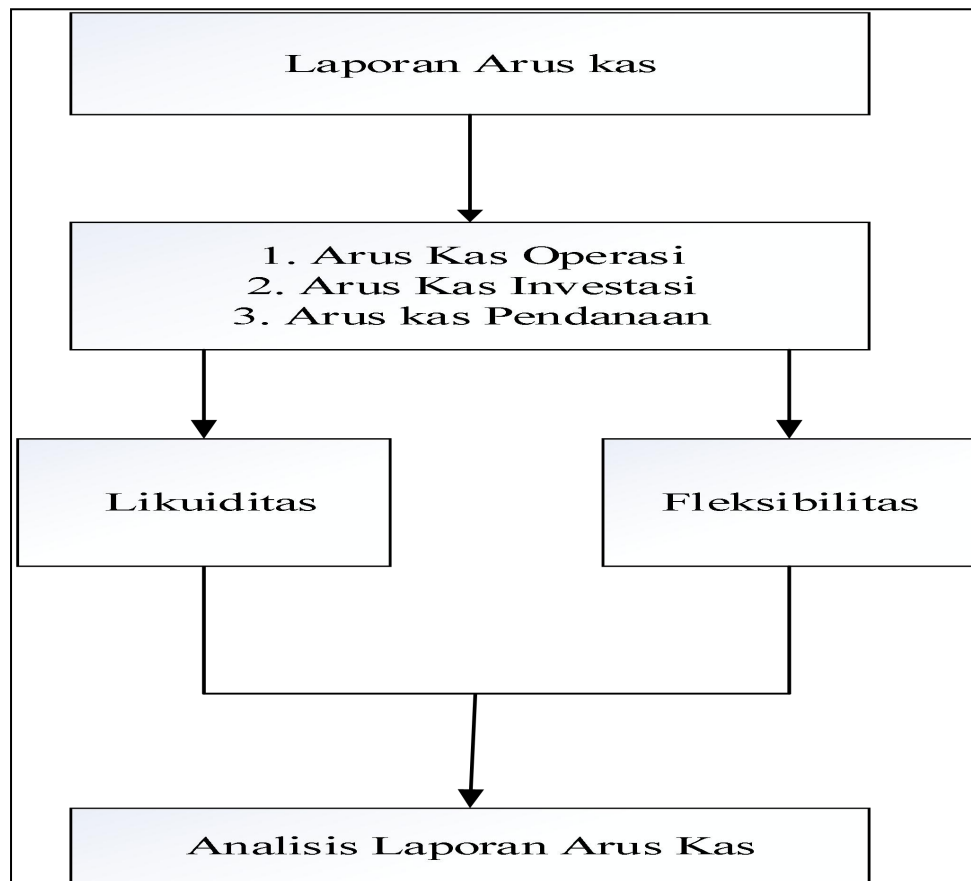 Laporan Arus kas
1. Arus Kas Operasi
2. Arus Kas Investasi
3. Arus kas Pendanaan
Likuiditas
Fleksibilitas
Analisis Laporan Arus Kas